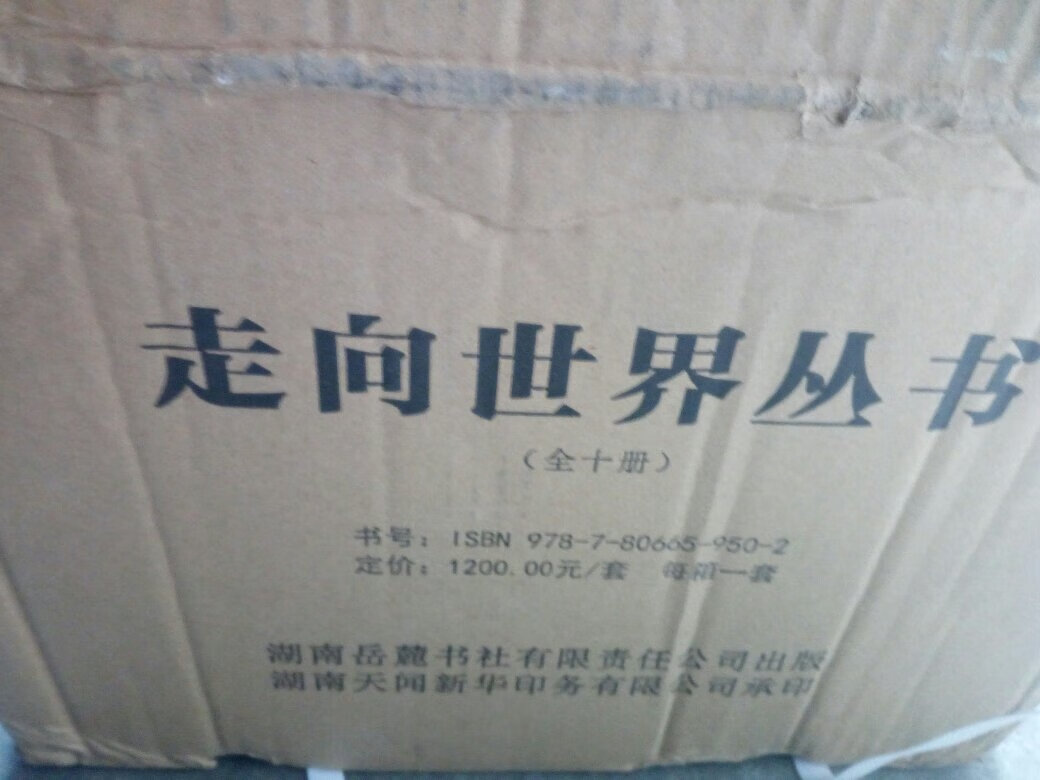 走向世界丛书
（全十册）
书号：ISBN 978-7-80665-950-2
定价：1200.00元/套 每箱一套
湖南岳麓书社有限责任公司出版
湖南天闻新华印务有限公司承印